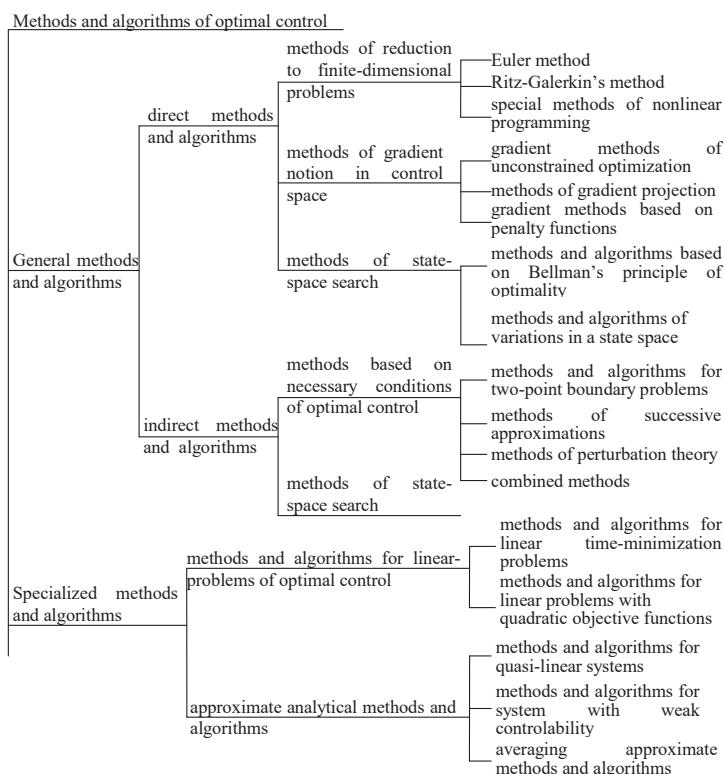 Methods and algorithms of optimal control
methods of reduction
to finite-dimensional
problems
Euler method
Ritz-Galerkin's method
special methods of nonlinear
programming
direct methods
and algorithms
methods of gradient
notion in control
space
gradient methods of
unconstrained optimization
methods of gradient projection
gradient methods based on
penalty functions
General methods
and algorithms
methods of state-
space search
methods and algorithms based
on Bellman's principle of
optimality
methods and algorithms of
variations in a state space
indirect methods
and algorithms
methods based on
necessary conditions
of optimal control
methods and algorithms for
two-point boundary problems
methods of successive
approximations
methods of perturbation theory
combined methods
methods of state-
space search
Specialized methods
and algorithms
methods and algorithms for linear-
problems of optimal control
methods and algorithms for
linear time-minimization
problems
methods and algorithms for
linear problems with
quadratic objective functions
approximate analytical methods and
algorithms
methods and algorithms for
quasi-linear systems
methods and algorithms for
system with weak
controlability
averaging approximate
methods and algorithms